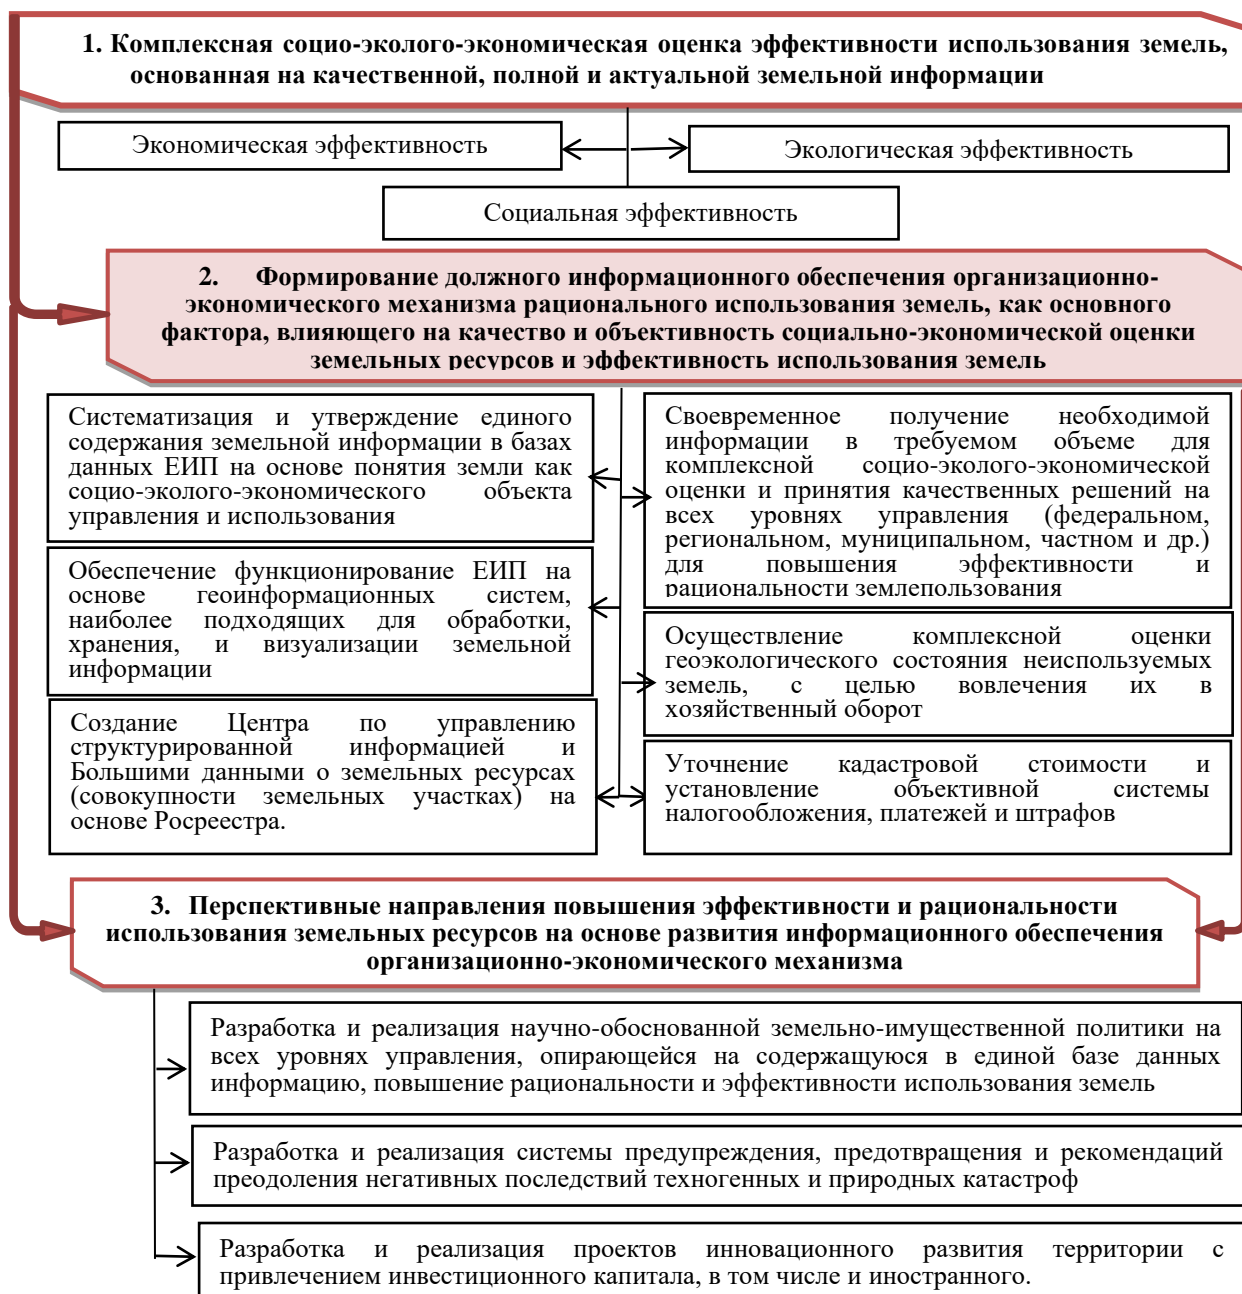 1. Комплексная социо-эколого-экономическая оценка эффективности использования земель,
основанная на качественной, полной и актуальной земельной информации
Экономическая эффективность
Экологическая эффективность
Социальная эффективность
2. Формирование должного информационного обеспечения организационно-
экономического механизма рационального использования земель, как основного
фактора, влияющего на качество и объективность социально-экономической оценки
земельных ресурсов и эффективность использования земель
Систематизация и утверждение единого
содержания земельной информации в базах
данных ЕИП на основе понятия земли как
социо-эколого-экономического объекта
управления и использования
Обеспечение функционирование ЕИП на
основе геоинформационных систем,
наиболее подходящих для обработки,
хранения, и визуализации земельной
информации
Создание Центра по управлению
структурированной информацией и
Большими данными о земельных ресурсах
(совокупности земельных участках) на
основе Росреестра.
Своевременное получение необходимой
информации в требуемом объеме для
комплексной социо-эколого-экономической
оценки и принятия качественных решений на
всех уровнях управления (федеральном,
региональном, муниципальном, частном и др.)
для повышения эффективности и
рациональности землепользования
Осуществление комплексной оценки
геоэкологического состояния неиспользуемых
земель, с целью вовлечения их в
хозяйственный оборот
Уточнение кадастровой стоимости и
установление объективной системы
налогообложения, платежей и штрафов
3. Перспективные направления повышения эффективности и рациональности
использования земельных ресурсов на основе развития информационного обеспечения
организационно-экономического механизма
Разработка и реализация научно-обоснованной земельно-имущественной политики на
всех уровнях управления, опирающейся на содержащуюся в единой базе данных
информацию, повышение рациональности и эффективности использования земель
Разработка и реализация системы предупреждения, предотвращения и рекомендаций
преодоления негативных последствий техногенных и природных катастроф
Разработка и реализация проектов инновационного развития территории с
привлечением инвестиционного капитала, в том числе и иностранного.